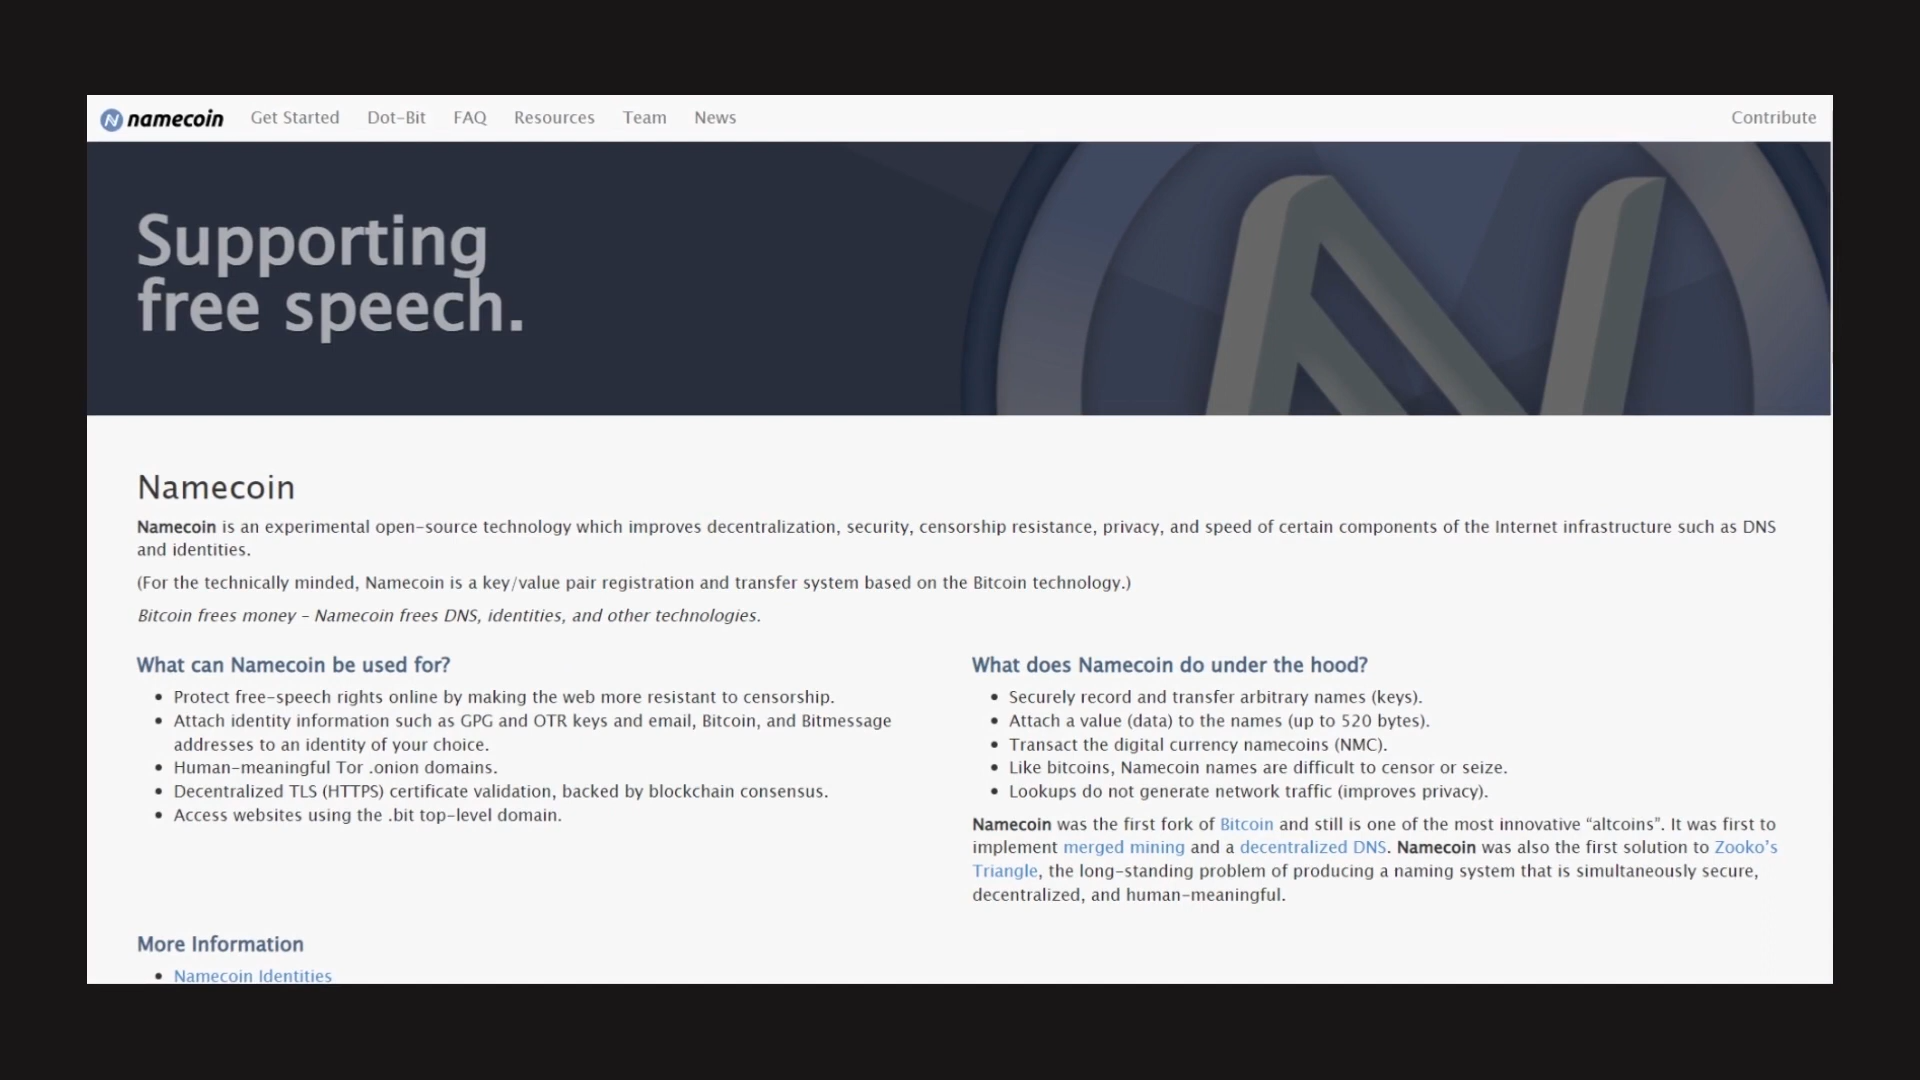 namecoin Get Started Dot-Bit FAQ Resources Team News Contribute
Supporting
free speech.
Namecoin
Namecoin is an experimental open-source technology which improves decentralization, security, censorship resistance, privacy, and speed of certain components of the Internet infrastructure such as DNS
and identities.
(For the technically minded, Namecoin is a key/value pair registration and transfer system based on the Bitcoin technology.)
Bitcoin frees money – Namecoin frees DNS, identities, and other technologies.
What can Namecoin be used for?
• Protect free-speech rights online by making the web more resistant to censorship.
• Attach identity information such as GPG and OTR keys and email, Bitcoin, and Bitmessage
addresses to an identity of your choice.
• Human-meaningful Tor .onion domains.
• Decentralized TLS (HTTPS) certificate validation, backed by blockchain consensus.
• Access websites using the .bit top-level domain.
What does Namecoin do under the hood?
• Securely record and transfer arbitrary names (keys).
• Attach a value (data) to the names (up to 520 bytes).
• Transact the digital currency namecoins (NMC).
• Like bitcoins, Namecoin names are difficult to censor or seize.
• Lookups do not generate network traffic (improves privacy).
Namecoin was the first fork of Bitcoin and still is one of the most innovative “altcoins”. It was first to
implement merged mining and a decentralized DNS. Namecoin was also the first solution to Zooko’s
Triangle, the long-standing problem of producing a naming system that is simultaneously secure,
decentralized, and human-meaningful.
More Information
• Namecoin Identities